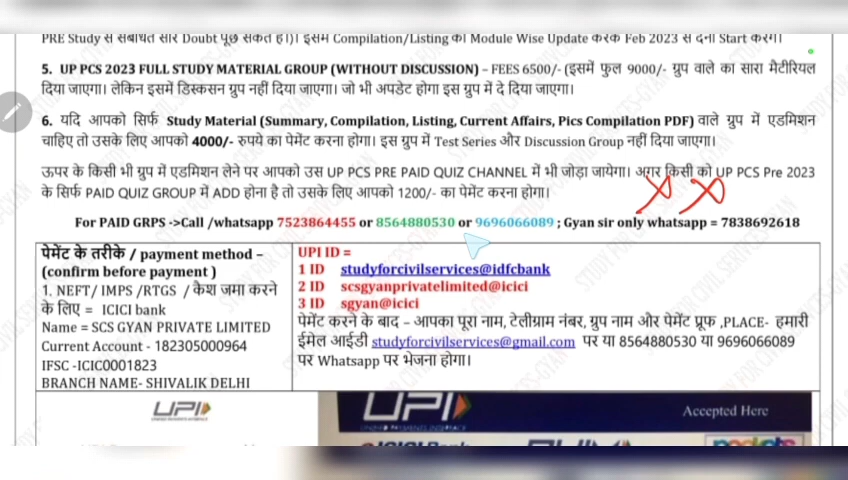 PRE Study से संबंधित सारे Doubt पूछ सकते हैं।)। इसमें Compilation/Listing को Module Wise Update करके Feb 2023 से देना Start करेंगे।
5. UP PCS 2023 FULL STUDY MATERIAL GROUP (WITHOUT DISCUSSION) – FEES 6500/- (इसमें फुल 9000/- ग्रुप वाले का सारा मैटीरियल
दिया जाएगा। लेकिन इसमें डिस्कसन ग्रुप नहीं दिया जाएगा। जो भी अपडेट होगा इस ग्रुप में दे दिया जाएगा।
6. यदि आपको सिर्फ Study Material (Summary, Compilation, Listing, Current Affairs, Pics Compilation PDF) वाले ग्रुप में एडमिशन
चाहिए तो उसके लिए आपको 4000/- रुपये का पेमेंट करना होगा। इस ग्रुप में Test Series और Discussion Group नहीं दिया जाएगा।
ऊपर के किसी भी ग्रुप में एडमिशन लेने पर आपको उस UP PCS PRE PAID QUIZ CHANNEL में भी जोड़ा जायेगा। अगर किसी को UP PCS Pre 2023
के सिर्फ PAID QUIZ GROUP में ADD होना है तो उसके लिए आपको 1200/- का पेमेंट करना होगा।
For PAID GRPS ->Call /whatsapp 7523864455 or 8564880530 or 9696066089 ; Gyan sir only whatsapp = 7838692618
पेमेंट के तरीके / payment method –
(confirm before payment )
1. NEFT/ IMPS /RTGS / कैश जमा करने
के लिए = ICICI bank
Name = SCS GYAN PRIVATE LIMITED
Current Account - 182305000964
IFSC -ICIC0001823
BRANCH NAME- SHIVALIK DELHI
UPI ID =
1 ID studyforcivilservices@idfcbank
2 ID scsgyanprivatelimited@icici
3 ID sgyan@icici
पेमेंट करने के बाद – आपका पूरा नाम, टेलीग्राम नंबर, ग्रुप नाम और पेमेंट प्रूफ ,PLACE- हमारी
ईमेल आईडी studyforcivilservices@gmail.com पर या 8564880530 या 9696066089
पर Whatsapp पर भेजना होगा।
UPI
UPI
Accepted Here
ICICI Bank